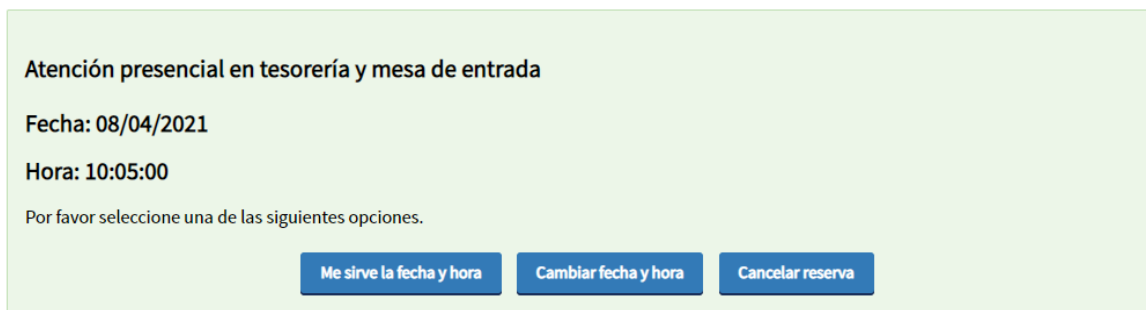 Atención presencial en tesorería y mesa de entrada
Fecha: 08/04/2021
Hora: 10:05:00
Por favor seleccione una de las siguientes opciones.
Me sirve la fecha y hora Cambiar fecha y hora Cancelar reserva